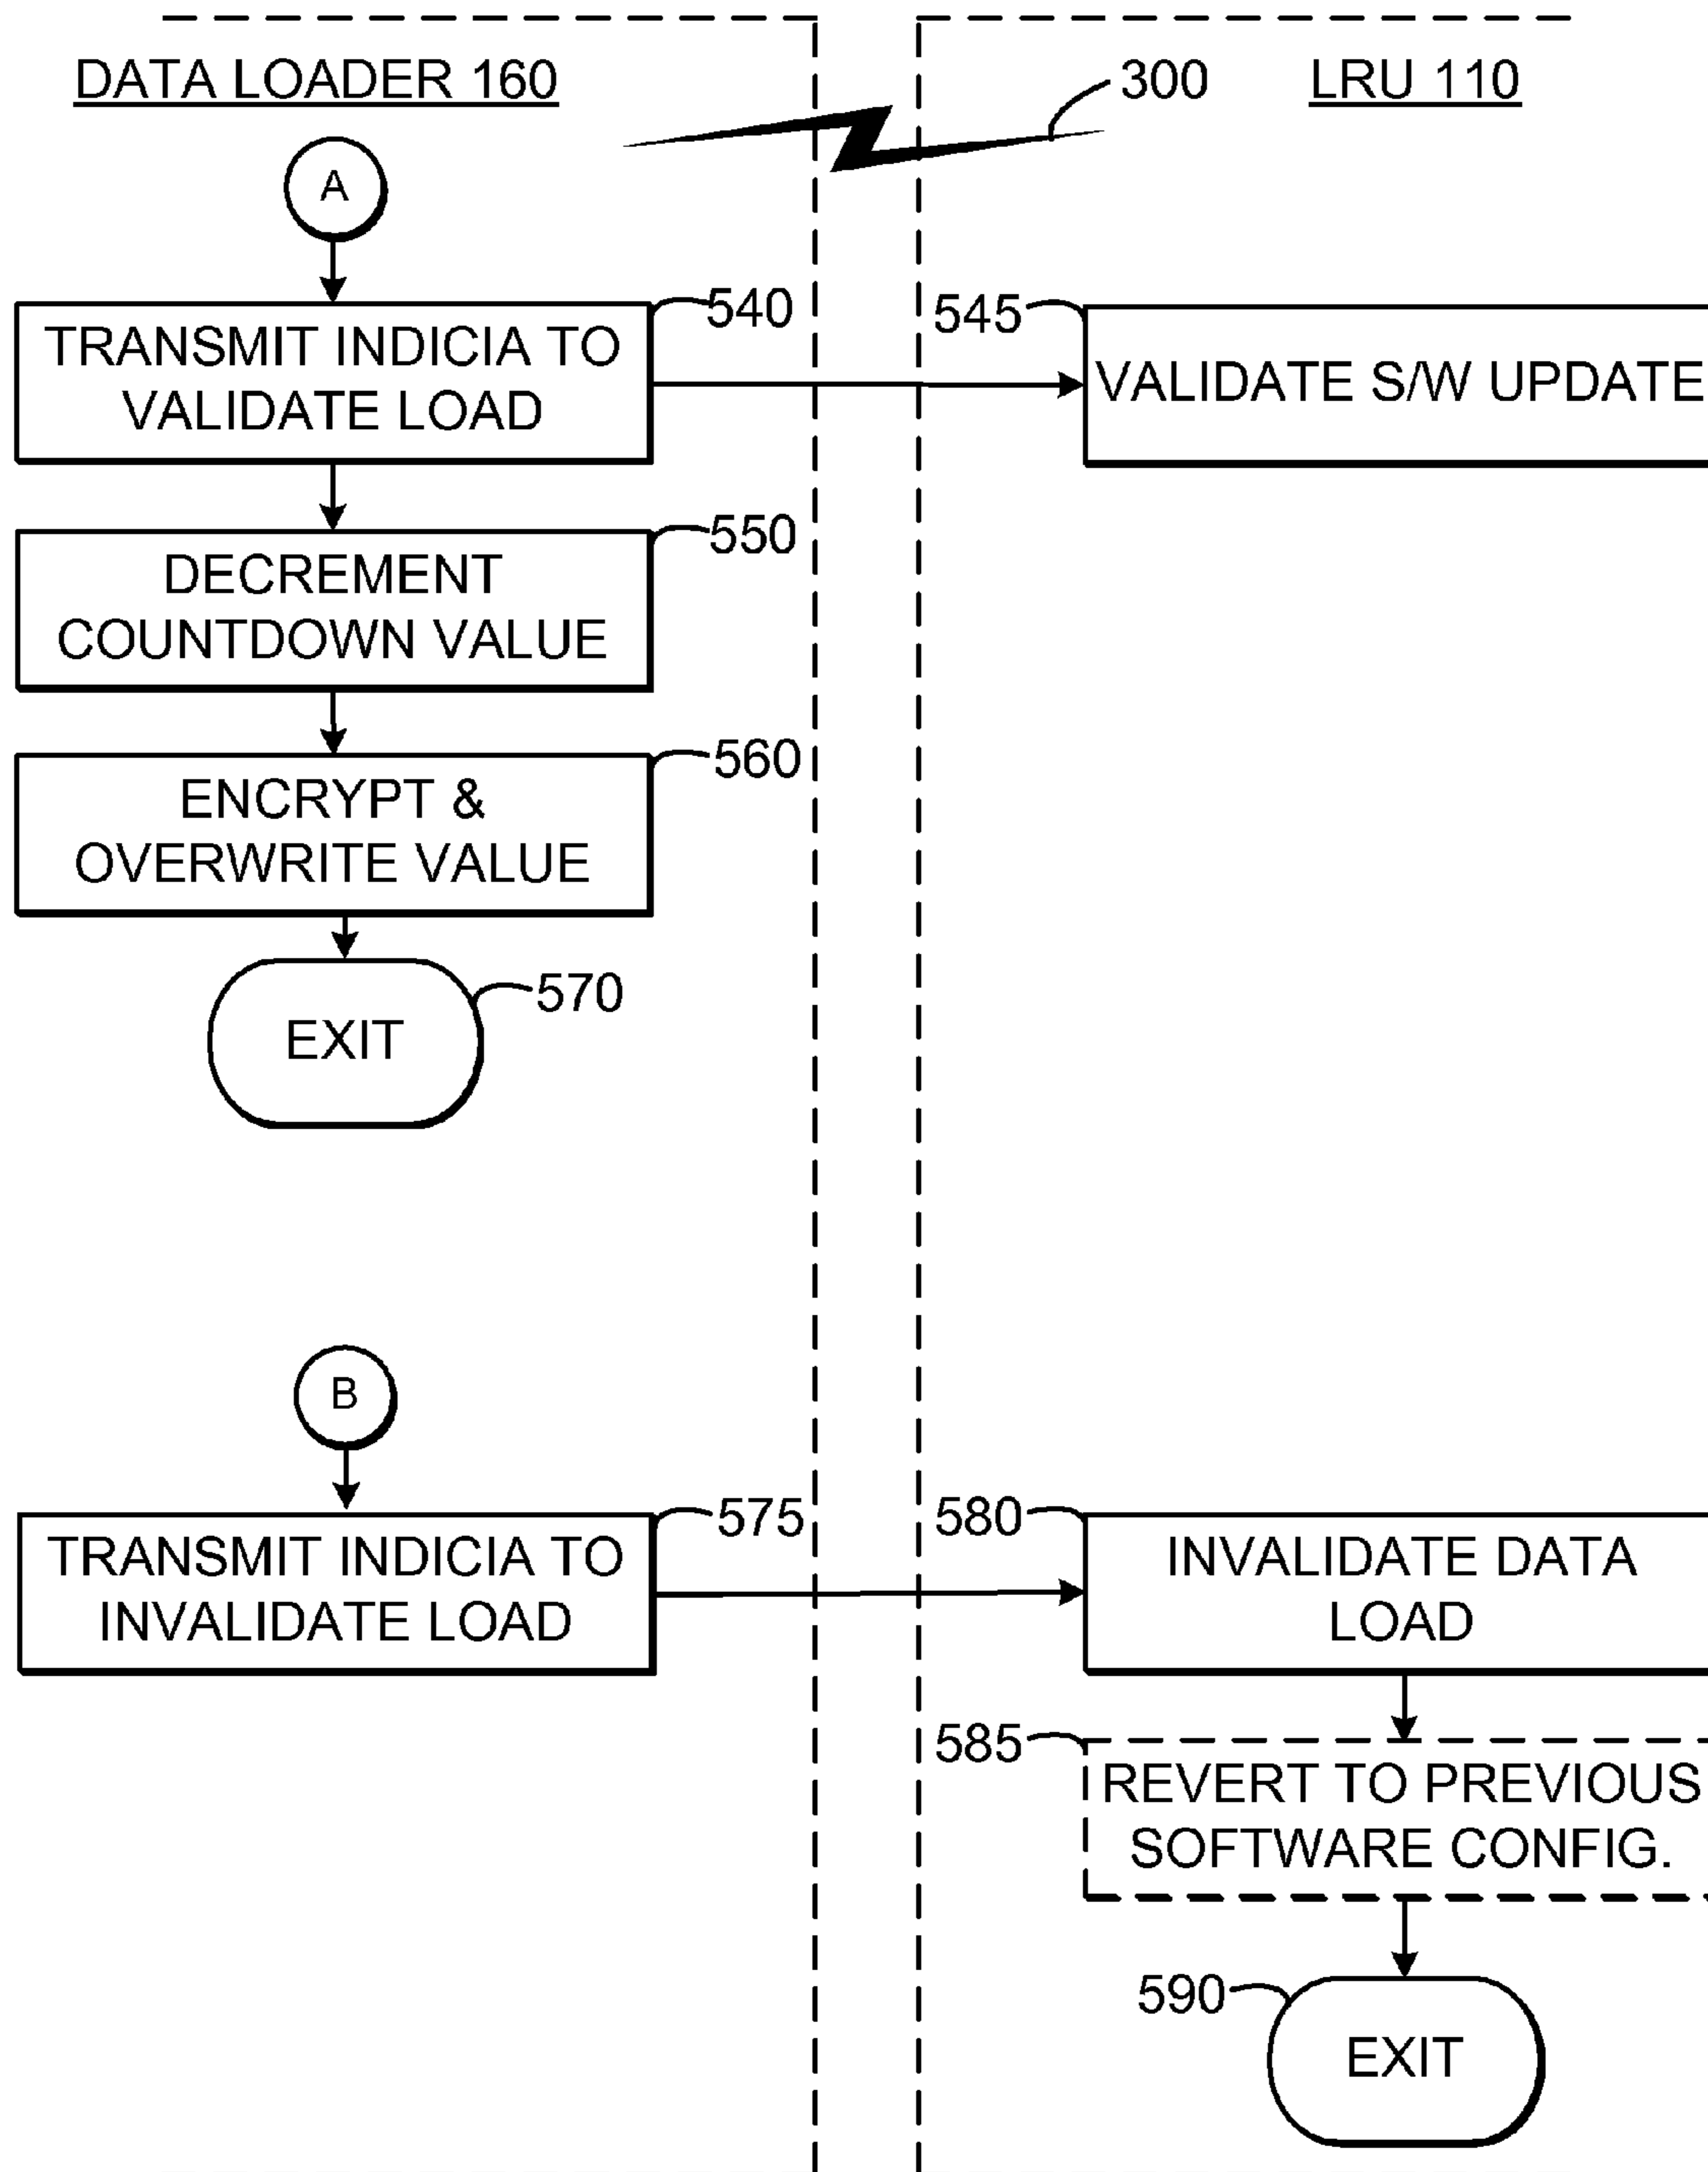 DATA LOADER 160
300
LRU 110
A
540
TRANSMIT INDICIA TO
VALIDATE LOAD
545
VALIDATE S/W UPDATE
550
DECREMENT
COUNTDOWN VALUE
560
ENCRYPT &
OVERWRITE VALUE
570
EXIT
B
575
TRANSMIT INDICIA TO
INVALIDATE LOAD
580
INVALIDATE DATA
LOAD
585
REVERT TO PREVIOUS
SOFTWARE CONFIG.
590
EXIT